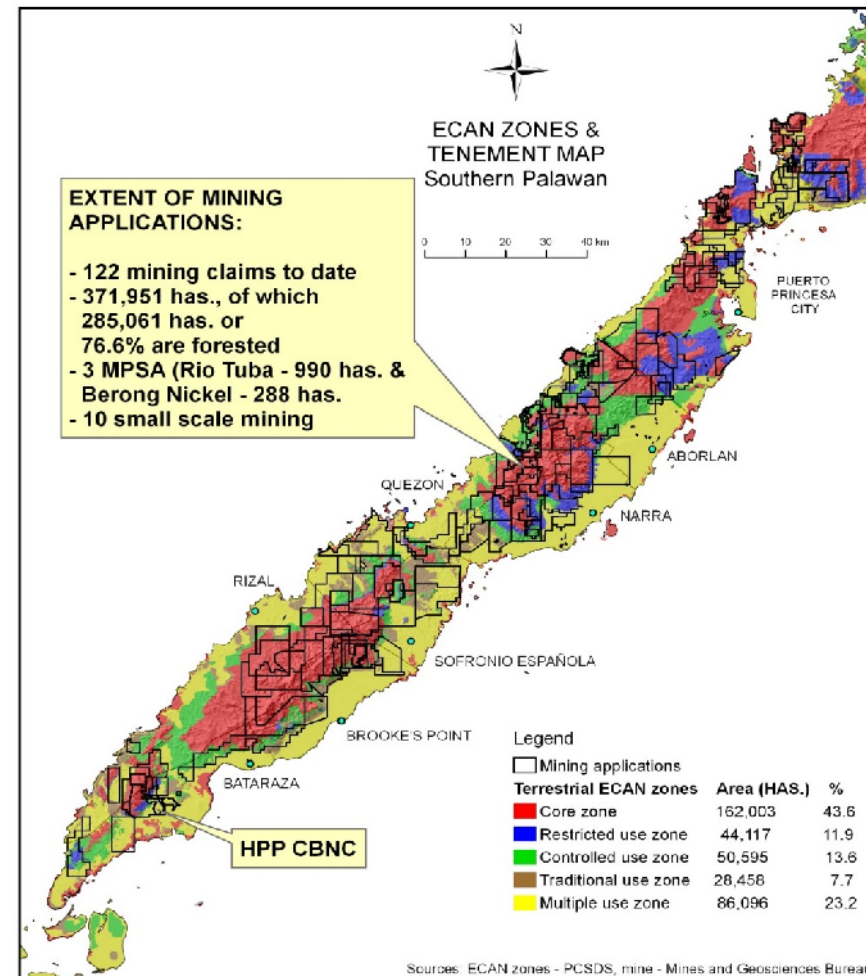 N
ECAN ZONES &
TENEMENT MAP
Southern Palawan
EXTENT OF MINING
APPLICATIONS:
- 122 mining claims to date
- 371,951 has., of which
285,061 has. or
76.6% are forested
- 3 MPSA (Rio Tuba - 990 has. &
Berong Nickel - 288 has.
- 10 small scale mining
0 20 30 40 km
PUERTO
PRINCESA
CITY
ABORLAN
QUEZON
NARRA
RIZAL
SOFRONIO ESPAÑOLA
BROOKE'S POINT
BATARAZA
HPP CBNC
Legend
Mining applications
Terrestrial ECAN zones Area (HAS.) %
Core zone 162,003 43.6
Restricted use zone 44,117 11.9
Controlled use zone 50,595 13.6
Traditional use zone 28,458 7.7
Multiple use zone 86,096 23.2
Sources: ECAN zones - PCSDS, mine - Mines and Geosciences Bureau